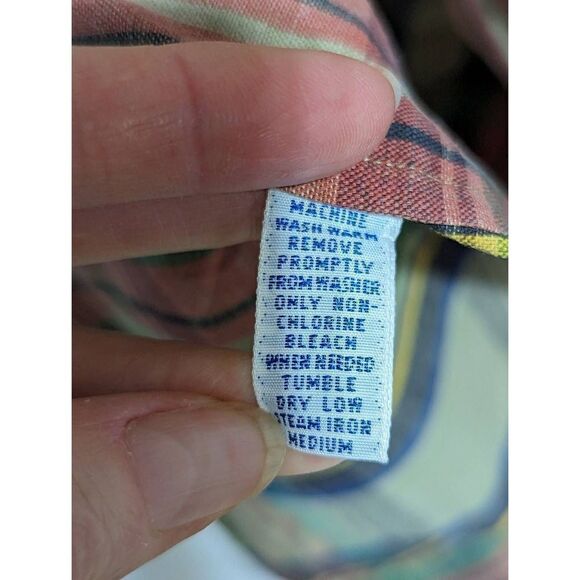 MACHINE
WASH WARM
REMOVE
PROMPTLY
FROM WASHER
ONLY NON-
CHLORINE
BLEACH
WHEN NEEDED
TUMBLE
DRY LOW
STEAM IRON
MEDIUM